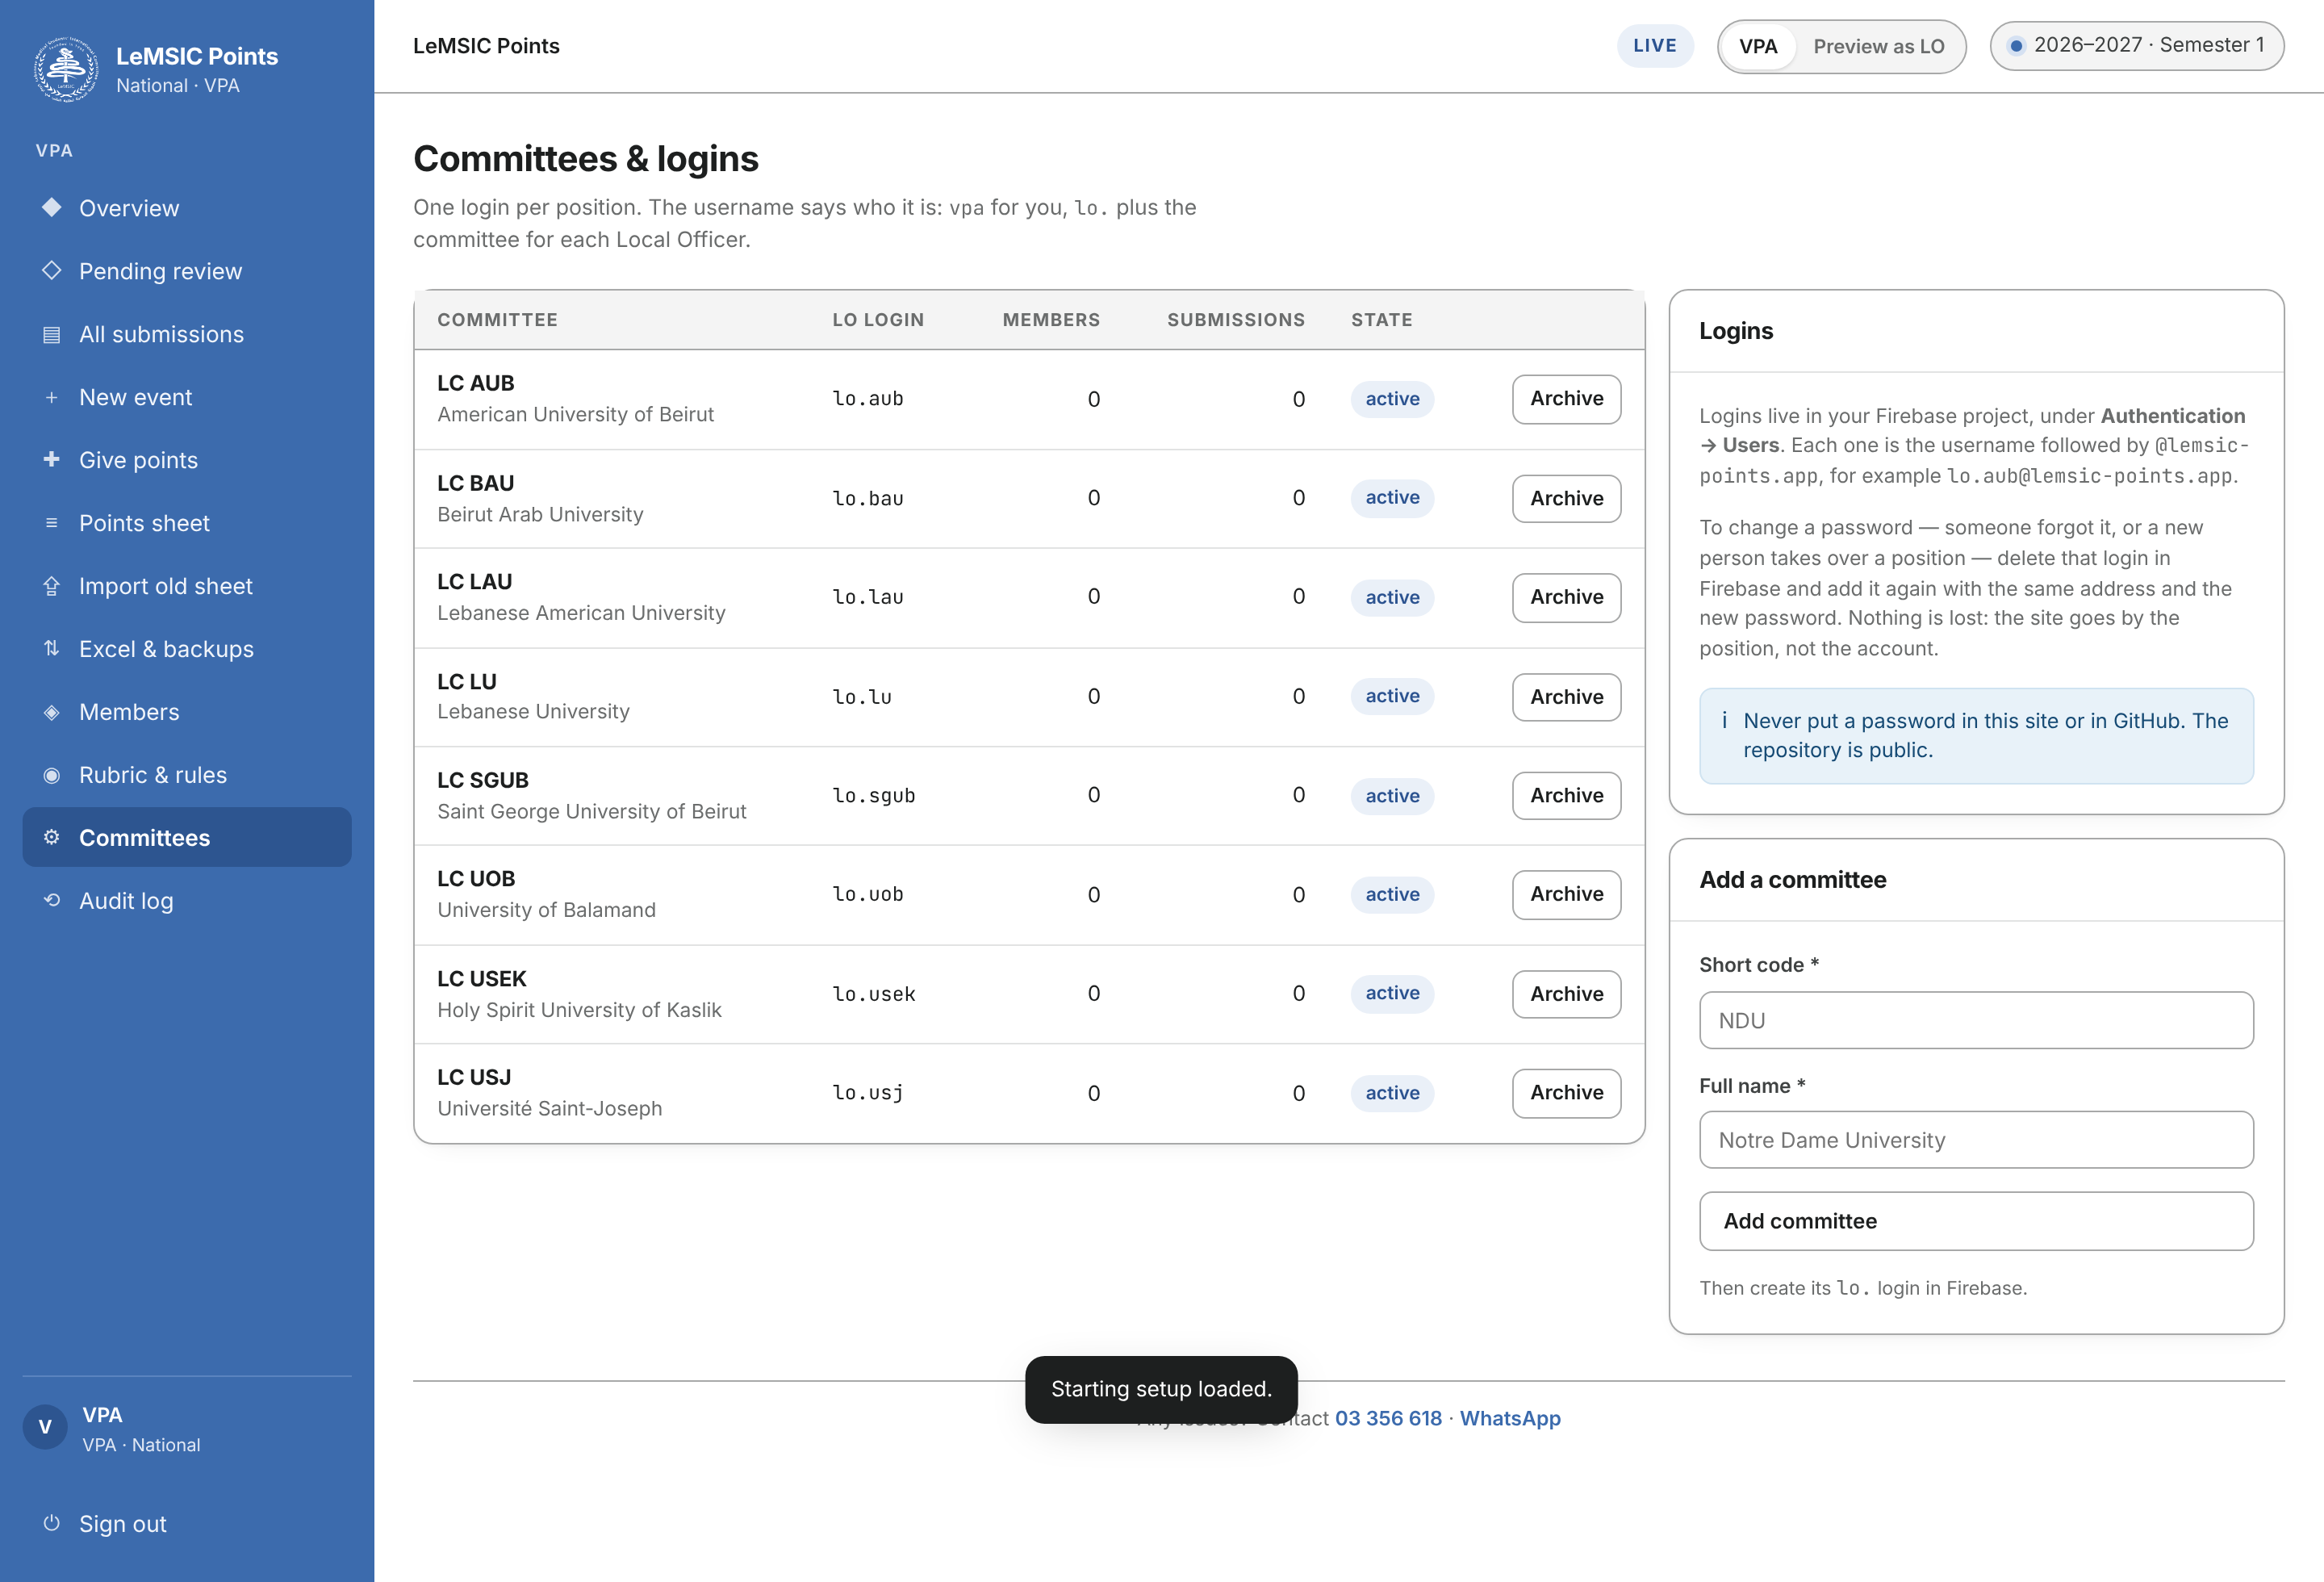 LeMSIC Points
National · VPA
VPA
Overview
Pending review
All submissions
New event
Give points
Points sheet
Import old sheet
Excel & backups
Members
Rubric & rules
Committees
Audit log
V
VPA
VPA · National
Sign out
LeMSIC Points
LIVE
VPA
Preview as LO
2026–2027 · Semester 1
Committees & logins
One login per position. The username says who it is: vpa for you, lo. plus the
committee for each Local Officer.
COMMITTEE LO LOGIN MEMBERS SUBMISSIONS STATE
LC AUB
American University of Beirut
lo.aub 0 0 active Archive
LC BAU
Beirut Arab University
lo.bau 0 0 active Archive
LC LAU
Lebanese American University
lo.lau 0 0 active Archive
LC LU
Lebanese University
lo.lu 0 0 active Archive
LC SGUB
Saint George University of Beirut
lo.sgub 0 0 active Archive
LC UOB
University of Balamand
lo.uob 0 0 active Archive
LC USEK
Holy Spirit University of Kaslik
lo.usek 0 0 active Archive
LC USJ
Université Saint-Joseph
lo.usj 0 0 active Archive
Logins
Logins live in your Firebase project, under Authentication
→ Users. Each one is the username followed by @lemsic-
points.app, for example lo.aub@lemsic-points.app.
To change a password — someone forgot it, or a new
person takes over a position — delete that login in
Firebase and add it again with the same address and the
new password. Nothing is lost: the site goes by the
position, not the account.
i Never put a password in this site or in GitHub. The
repository is public.
Add a committee
Short code *
NDU
Full name *
Notre Dame University
Add committee
Then create its lo. login in Firebase.
Starting setup loaded.
03 356 618 · WhatsApp